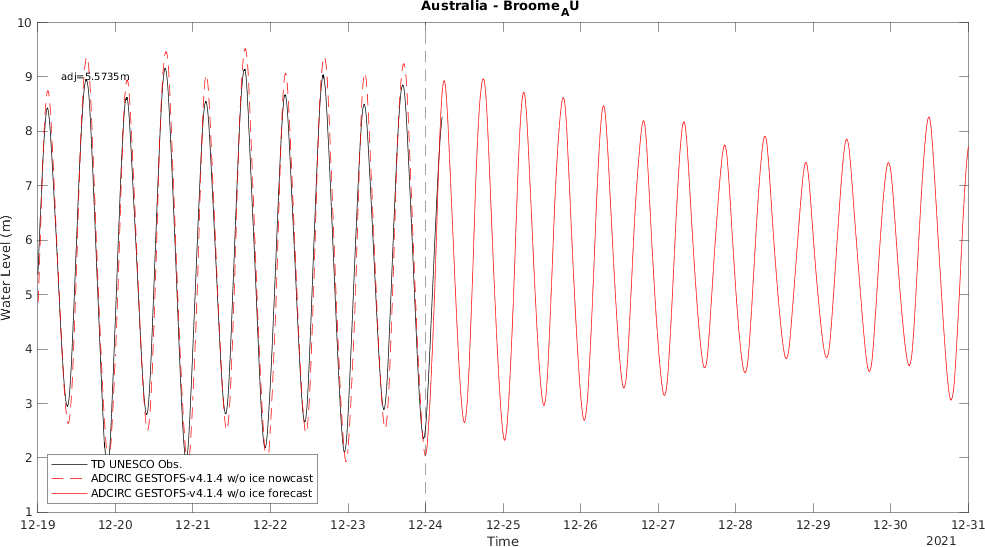 Australia - Broome_AU
10
9
8
7
6
5
4
3
2
1
Water Level (m)
adj=5.5735m
TD UNESCO Obs.
ADCIRC GESTOFS-v4.1.4 w/o ice nowcast
ADCIRC GESTOFS-v4.1.4 w/o ice forecast
12-19 12-20 12-21 12-22 12-23 12-24 12-25 12-26 12-27 12-28 12-29 12-30 12-31
Time
2021